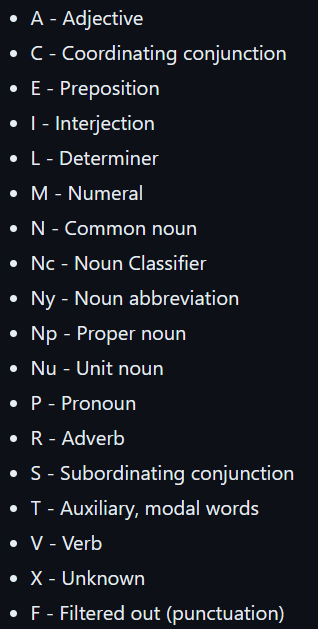 • A - Adjective
• C - Coordinating conjunction
• E - Preposition
• I - Interjection
• L - Determiner
• M - Numeral
• N - Common noun
• Nc - Noun Classifier
• Ny - Noun abbreviation
• Np - Proper noun
• Nu - Unit noun
• P - Pronoun
• R - Adverb
• S - Subordinating conjunction
• T - Auxiliary, modal words
• V - Verb
• X - Unknown
• F - Filtered out (punctuation)